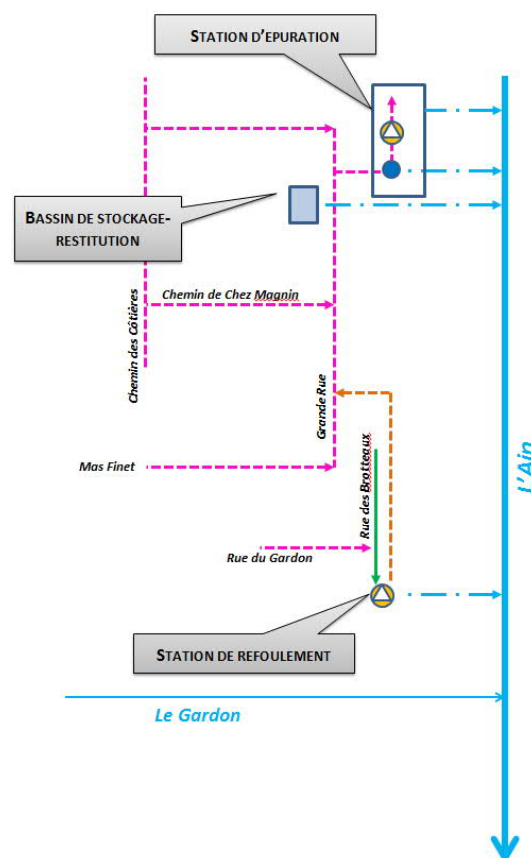 STATION D'EPURATION
BASSIN DE STOCKAGE-
RESTITUTION
Chemin de Chez Magnin
Chemin des Côtières
Grande Rue
Mas Finet
Rue des Brotteaux
L'Ain
Rue du Gardon
STATION DE REFOULEMENT
Le Gardon